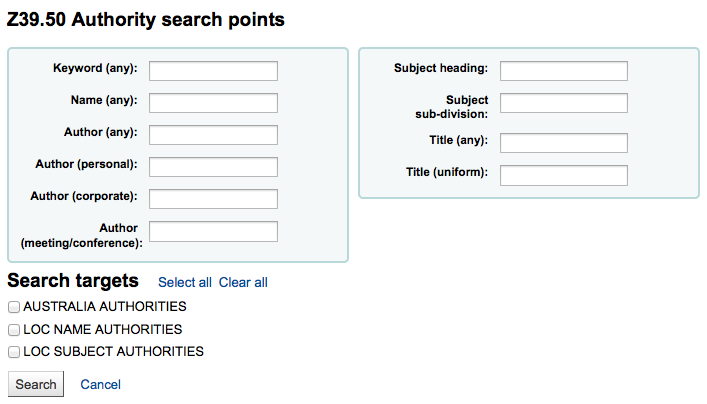 Z39.50 Authority search points
Keyword (any):
Name (any):
Author (any):
Author (personal):
Author (corporate):
Author
(meeting/conference):
Subject heading:
Subject
sub-division:
Title (any):
Title (uniform):
Search targets Select all Clear all
AUSTRALIA AUTHORITIES
LOC NAME AUTHORITIES
LOC SUBJECT AUTHORITIES
Search Cancel